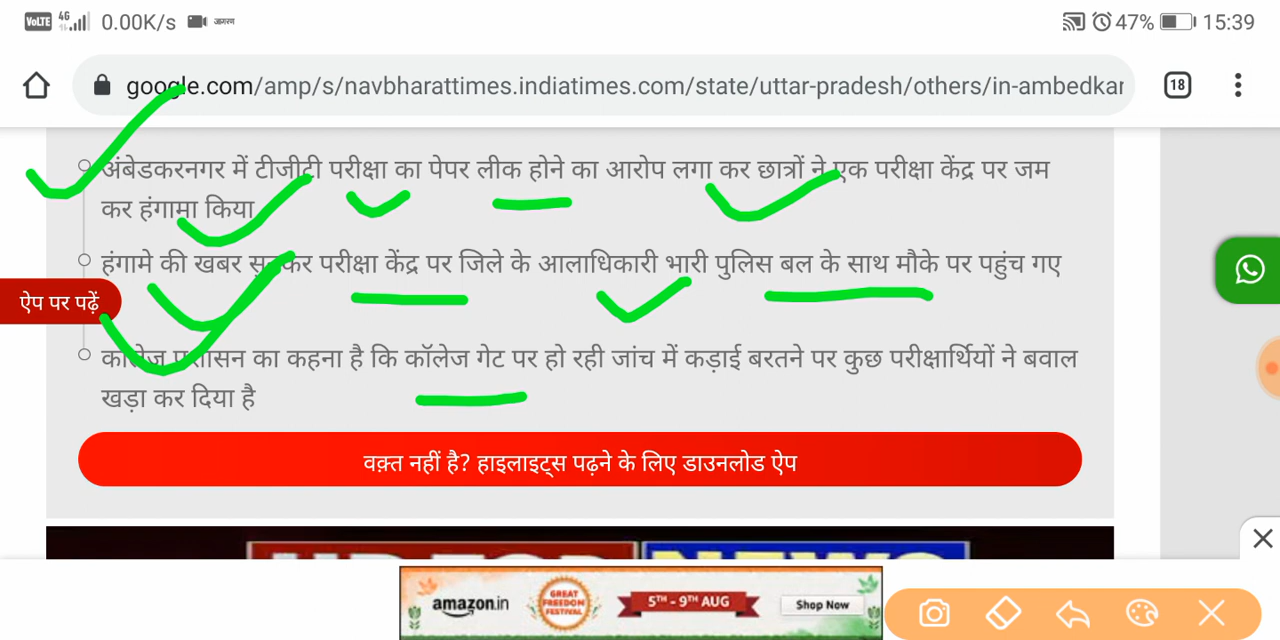 VoLTE 4G 0.00K/s जागरण 47% 15:39
google.com/amp/s/navbharattimes.indiatimes.com/state/uttar-pradesh/others/in-ambedkar 18
अंबेडकरनगर में टीजीटी परीक्षा का पेपर लीक होने का आरोप लगा कर छात्रों ने एक परीक्षा केंद्र पर जम
कर हंगामा किया
हंगामे की खबर सुनकर परीक्षा केंद्र पर जिले के आलाधिकारी भारी पुलिस बल के साथ मौके पर पहुंच गए
ऐप पर पढ़ें
कॉलेज प्रशासन का कहना है कि कॉलेज गेट पर हो रही जांच में कड़ाई बरतने पर कुछ परीक्षार्थियों ने बवाल
खड़ा कर दिया है
वक़्त नहीं है? हाइलाइट्स पढ़ने के लिए डाउनलोड ऐप
amazon.in GREAT FREEDOM FESTIVAL 5TH - 9TH AUG Shop Now